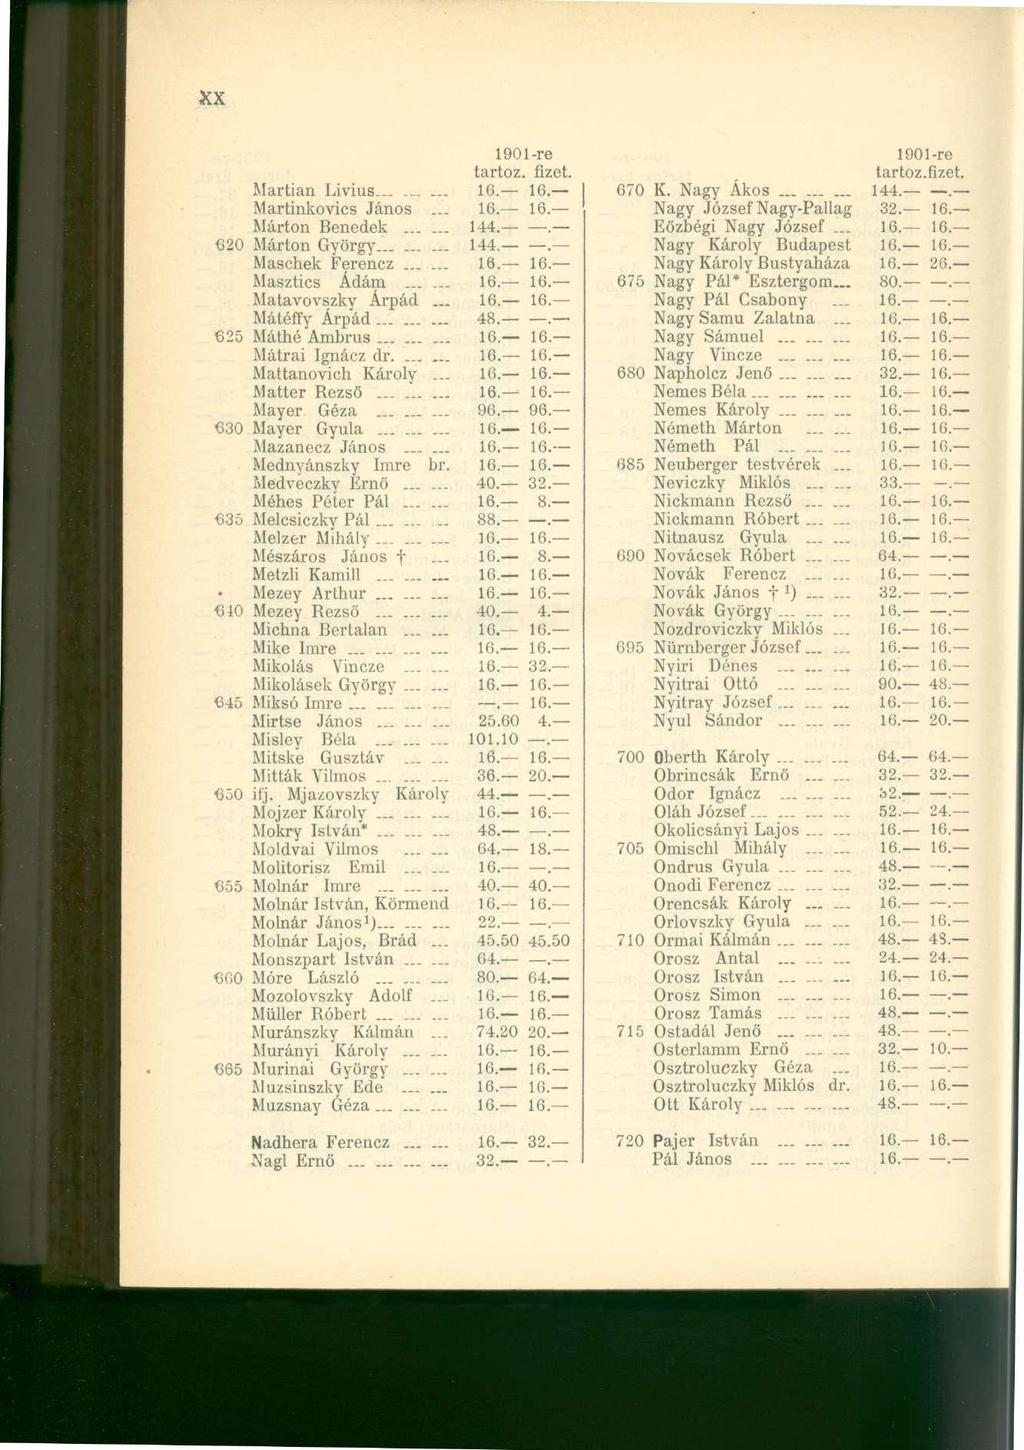 XX
1901-re
tartoz. fizet.
Martian Livius 16.— 16.—
Martinkovics János 16.— 16.—
Márton Benedek 144.— —.—
620 Márton György 144.— —.—
Maschek Ferencz 16.— 16.—
Masztics Ádám 16.— 16.—
Matavovszky Árpád 16.— 16.—
Mátéffy Árpád 48.— —.—
625 Máthé Ambrus 16.— 16.—
Mátrai Ignácz dr. 16.— 16.—
Mattanovich Károly 16.— 16.—
Matter Rezső 16.— 16.—
Mayer Géza 96.— 96.—
630 Mayer Gyula 16.— 16.—
Mazanecz János 16.— 16.—
Mednyánszky Imre br. 16.— 16.—
Medveczky Ernő 40.— 32.—
Méhes Péter Pál 16.— 8.—
635 Melcsiczky Pál 88.— —.—
Melzer Mihály 16.— 16.—
Mészáros János † 16.— 8.—
Metzli Kamill 16.— 16.—
Mezey Arthur 16.— 16.—
640 Mezey Rezső 40.— 4.—
Michna Bertalan 16.— 16.—
Mike Imre 16.— 16.—
Mikolás Vincze 16.— 32.—
Mikolásek György 16.— 16.—
645 Miksó Imre —.— 16.—
Mirtse János 25.60 4.—
Misley Béla 101.10 —.—
Mitske Gusztáv 16.— 16.—
Mitták Vilmos 36.— 20.—
650 ifj. Mjazovszky Károly 44.— —.—
Mojzer Károly 16.— 16.—
Mokry István* 48.— —.—
Moldvai Vilmos 64.— 18.—
Molitorisz Emil 16.— —.—
655 Molnár Imre 40.— 40.—
Molnár István, Körmend 16.— 16.—
Molnár János¹) 22.— —.—
Molnár Lajos, Brád 45.50 45.50
Monszpart István 64.— —.—
660 Móre László 80.— 64.—
Mozolovszky Adolf 16.— 16.—
Müller Róbert 16.— 16.—
Muránszky Kálmán 74.20 20.—
Murányi Károly 16.— 16.—
665 Murinai György 16.— 16.—
Muzsinszky Ede 16.— 16.—
Muzsnay Géza 16.— 16.—
Nadhera Ferencz 16.— 32.—
Nagl Ernő 32.— —.—
1901-re
tartoz. fizet.
670 K. Nagy Ákos 144.— —.—
Nagy József Nagy-Pallag 32.— 16.—
Eőzbégi Nagy József 16.— 16.—
Nagy Károly Budapest 16.— 16.—
Nagy Károly Bustyaháza 16.— 26.—
675 Nagy Pál* Esztergom 80.— —.—
Nagy Pál Csabony 16.— —.—
Nagy Samu Zalatna 16.— 16.—
Nagy Sámuel 16.— 16.—
Nagy Vincze 16.— 16.—
680 Napholcz Jenő 32.— 16.—
Nemes Béla 16.— 16.—
Nemes Károly 16.— 16.—
Németh Márton 16.— 16.—
Németh Pál 16.— 16.—
685 Neuberger testvérek 16.— 16.—
Neviczky Miklós 33.— —.—
Nickmann Rezső 16.— 16.—
Nickmann Róbert 16.— 16.—
Nitnausz Gyula 16.— 16.—
690 Novácsek Róbert 64.— —.—
Novák Ferencz 16.— —.—
Novák János † ¹) 32.— —.—
Novák György 16.— —.—
Nozdroviczky Miklós 16.— 16.—
695 Nürnberger József 16.— 16.—
Nyiri Dénes 16.— 16.—
Nyitrai Ottó 90.— 48.—
Nyitray József 16.— 16.—
Nyul Sándor 16.— 20.—
700 Oberth Károly 64.— 64.—
Obrincsák Ernő 32.— 32.—
Odor Ignácz 32.— —.—
Oláh József 52.— 24.—
Okolicsányi Lajos 16.— 16.—
705 Omischl Mihály 16.— 16.—
Ondrus Gyula 48.— —.—
Onodi Ferencz 32.— —.—
Orencsák Károly 16.— —.—
Orlovszky Gyula 16.— 16.—
710 Ormai Kálmán 48.— 48.—
Orosz Antal 24.— 24.—
Orosz István 16.— 16.—
Orosz Simon 16.— —.—
Orosz Tamás 48.— —.—
715 Ostadál Jenő 48.— —.—
Osterlamm Ernő 32.— 10.—
Osztroluczky Géza 16.— —.—
Osztroluczky Miklós dr. 16.— 16.—
Ott Károly 48.— —.—
720 Pajer István 16.— 16.—
Pál János 16.— —.—